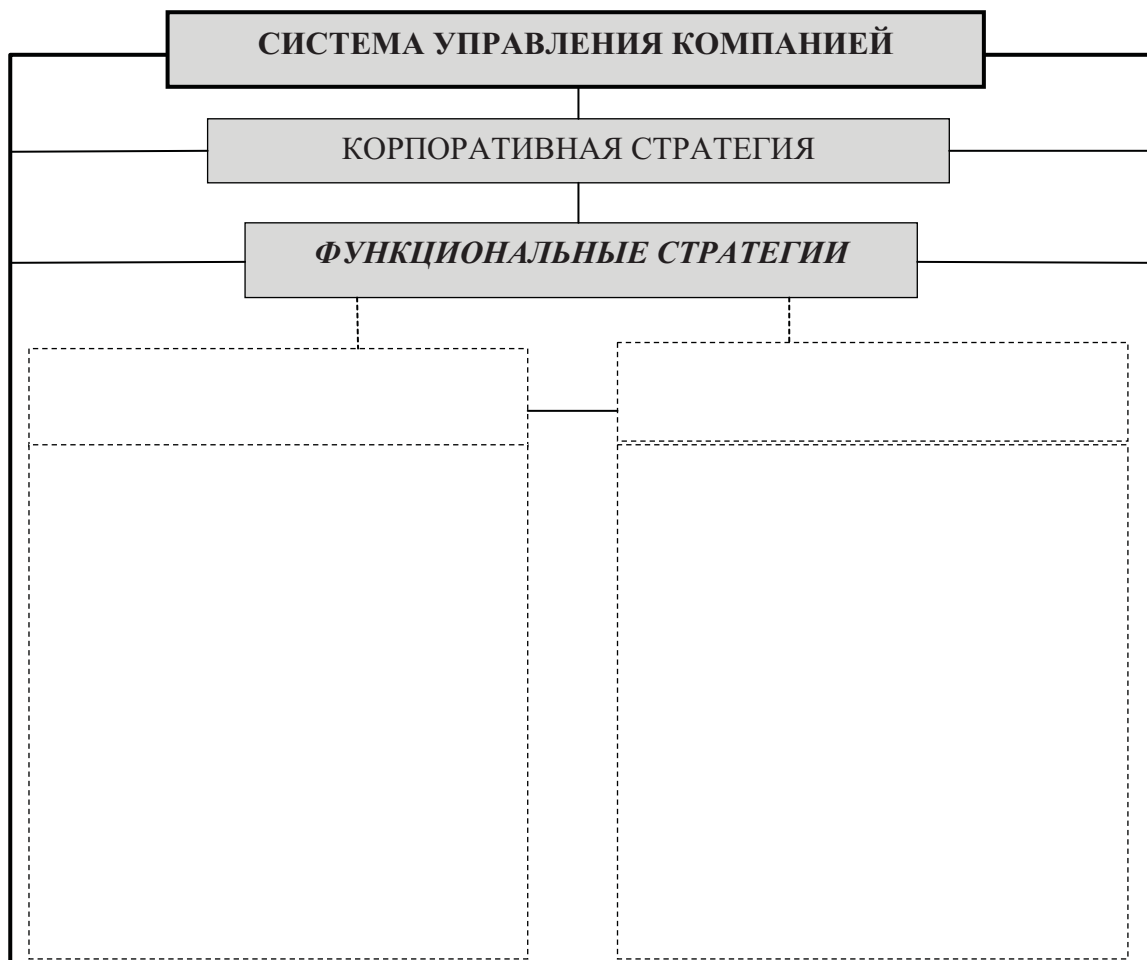 СИСТЕМА УПРАВЛЕНИЯ КОМПАНИЕЙ
КОРПОРАТИВНАЯ СТРАТЕГИЯ
ФУНКЦИОНАЛЬНЫЕ СТРАТЕГИИ